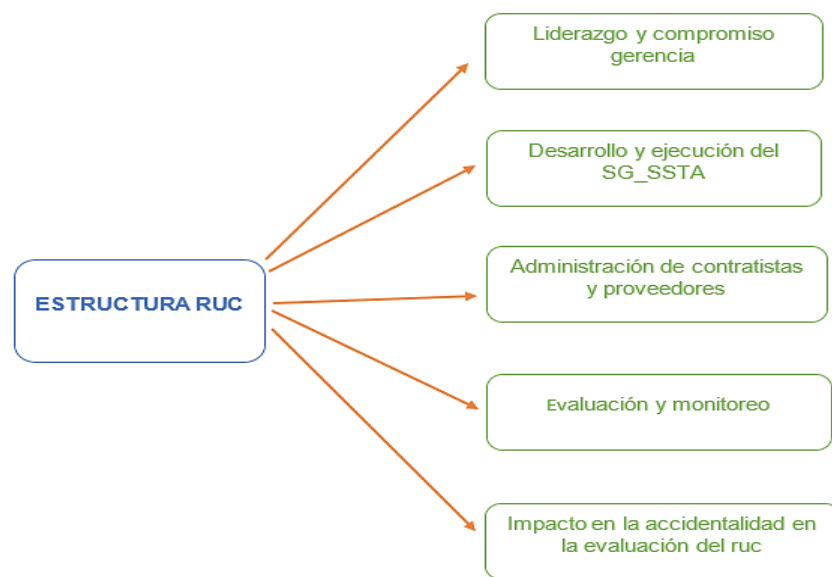 Liderazgo y compromiso
gerencia
Desarrollo y ejecución del
SG_SSTA
ESTRUCTURA RUC
Administración de contratistas
y proveedores
Evaluación y monitoreo
Impacto en la accidentalidad en
la evaluación del ruc